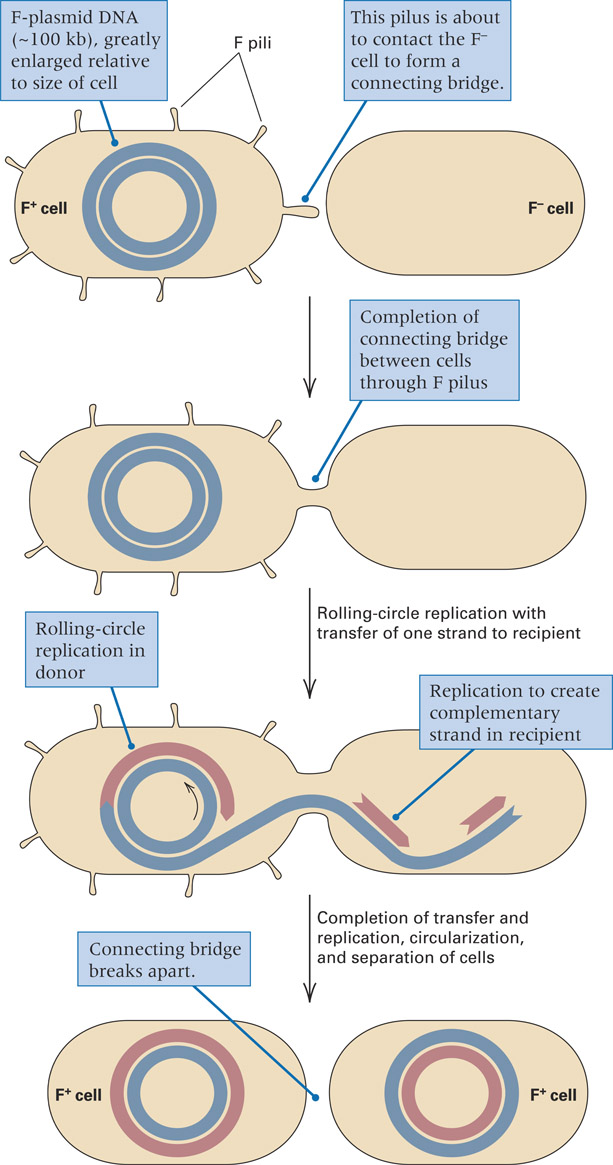 F-plasmid DNA
(~100 kb), greatly
enlarged relative
to size of cell
F pili
This pilus is about
to contact the F–
cell to form a
connecting bridge.
F+ cell
F– cell
Completion of
connecting bridge
between cells
through F pilus
Rolling-circle replication with
transfer of one strand to recipient
Rolling-circle
replication in
donor
Replication to create
complementary
strand in recipient
Completion of transfer and
replication, circularization,
and separation of cells
Connecting bridge
breaks apart.
F+ cell
F+ cell